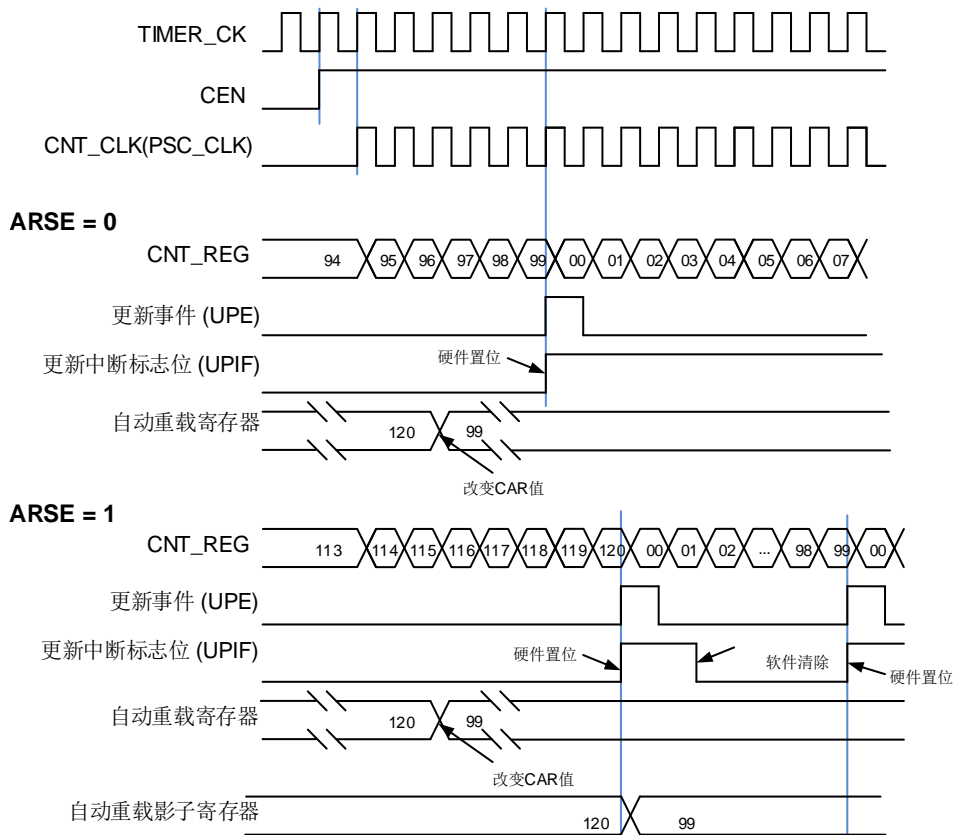 TIMER_CK
CEN
CNT_CLK(PSC_CLK)
ARSE = 0
CNT_REG 94 95 96 97 98 99 00 01 02 03 04 05 06 07
更新事件 (UPE)
更新中断标志位 (UPIF) 硬件置位
自动重载寄存器 120 99
改变CAR值
ARSE = 1
CNT_REG 113 114 115 116 117 118 119 120 00 01 02 ... 98 99 00
更新事件 (UPE)
更新中断标志位 (UPIF) 硬件置位 软件清除 硬件置位
自动重载寄存器 120 99
改变CAR值
自动重载影子寄存器 120 99